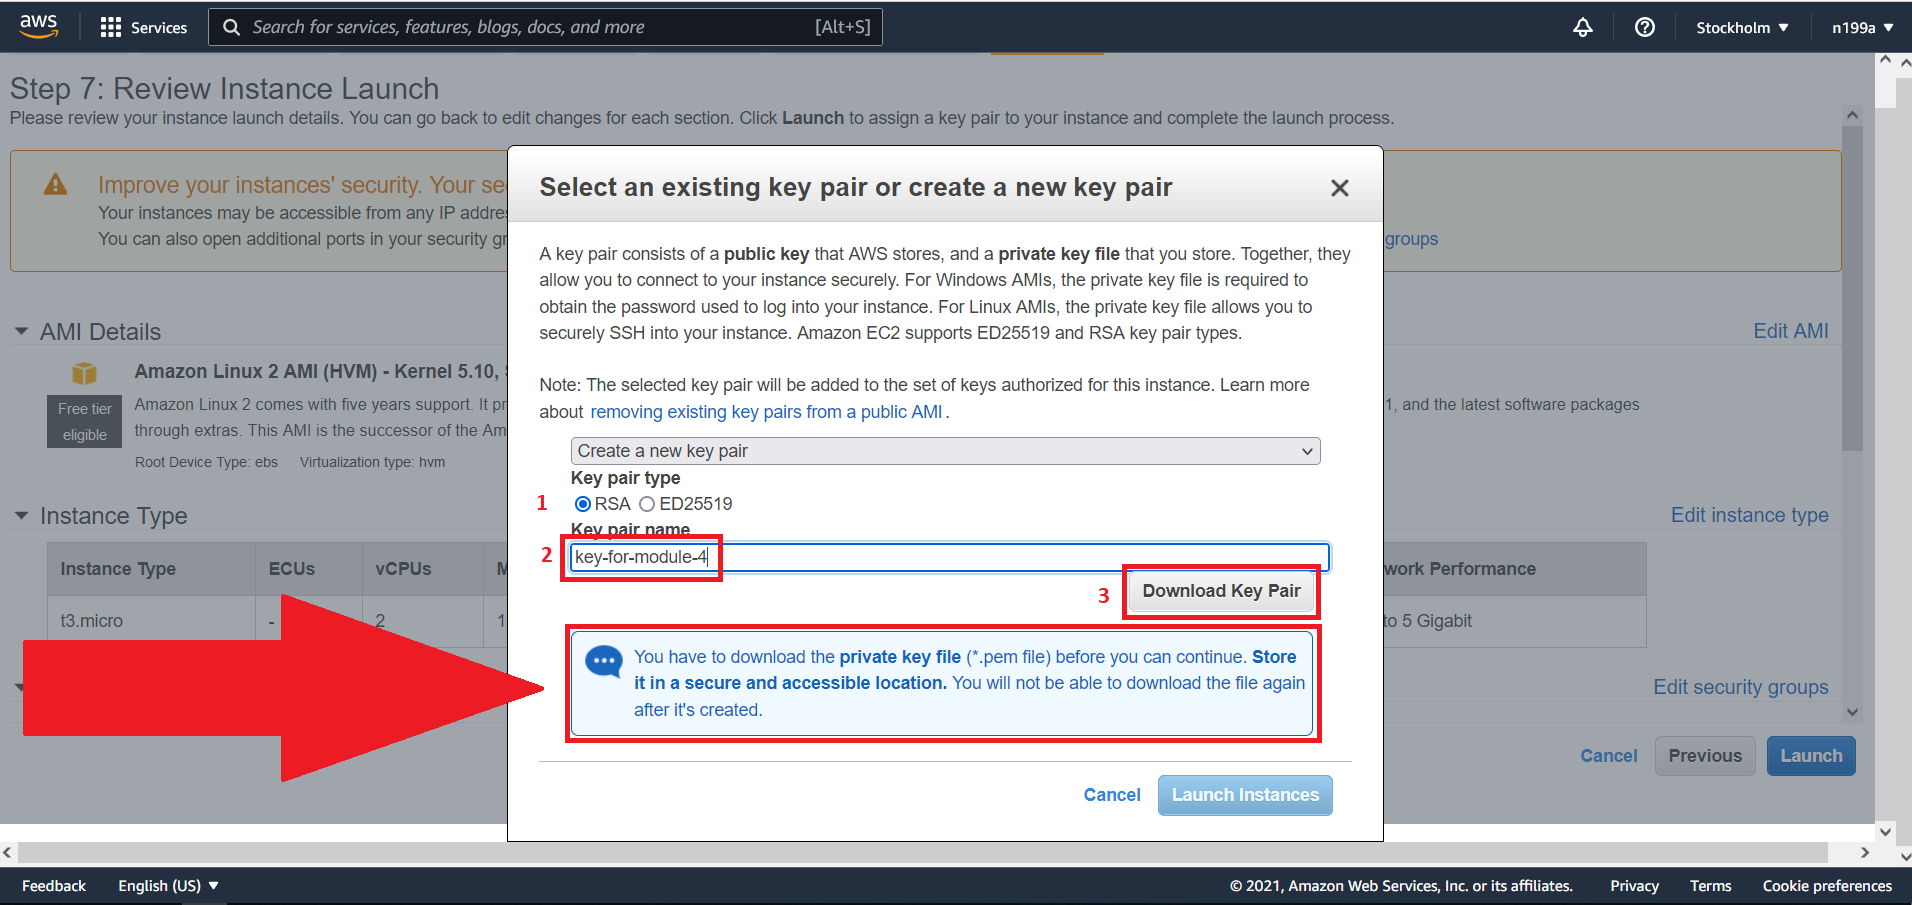 aws
Services
Search for services, features, blogs, docs, and more
[Alt+S]
Stockholm
n199a
Step 7: Review Instance Launch
Please review your instance launch details. You can go back to edit changes for each section. Click Launch to assign a key pair to your instance and complete the launch process.
Improve your instances' security. Your se
Your instances may be accessible from any IP addre
You can also open additional ports in your security gr
groups
AMI Details
Edit AMI
Amazon Linux 2 AMI (HVM) - Kernel 5.10,
Free tier
eligible
Amazon Linux 2 comes with five years support. It pr
1, and the latest software packages
through extras. This AMI is the successor of the Am
Root Device Type: ebs Virtualization type: hvm
Instance Type
Edit instance type
Instance Type ECUs vCPUs M
work Performance
t3.micro - 2 1
to 5 Gigabit
Edit security groups
Cancel Previous Launch
Select an existing key pair or create a new key pair
A key pair consists of a public key that AWS stores, and a private key file that you store. Together, they
allow you to connect to your instance securely. For Windows AMIs, the private key file is required to
obtain the password used to log into your instance. For Linux AMIs, the private key file allows you to
securely SSH into your instance. Amazon EC2 supports ED25519 and RSA key pair types.
Note: The selected key pair will be added to the set of keys authorized for this instance. Learn more
about removing existing key pairs from a public AMI .
Create a new key pair
Key pair type
1 RSA ED25519
Key pair name
2 key-for-module-4
3 Download Key Pair
You have to download the private key file (*.pem file) before you can continue. Store
it in a secure and accessible location. You will not be able to download the file again
after it's created.
Cancel Launch Instances
Feedback English (US)
© 2021, Amazon Web Services, Inc. or its affiliates. Privacy Terms Cookie preferences